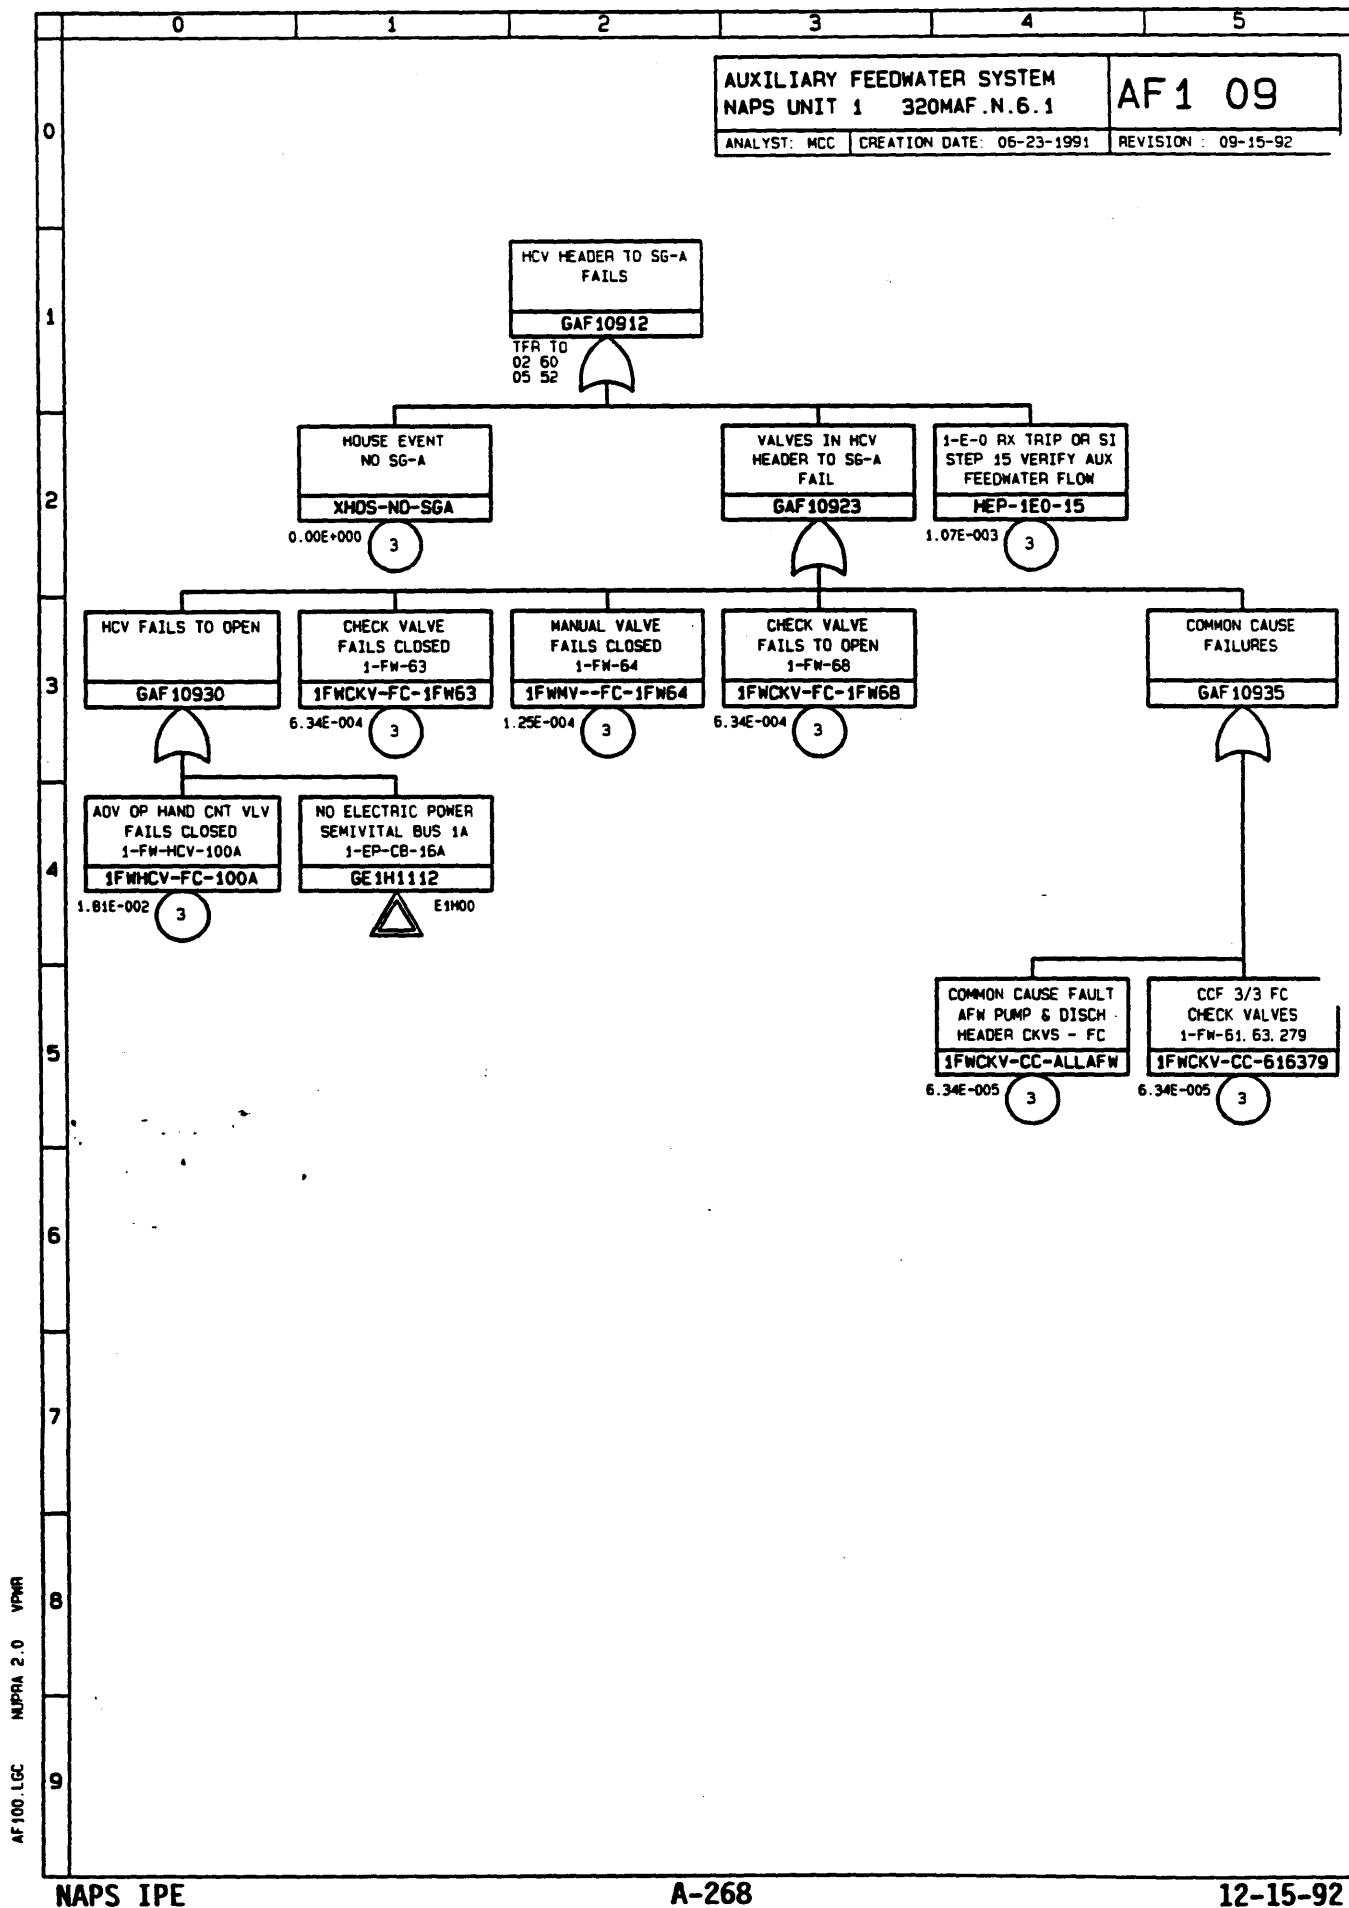 0 1 2 3 4 5
AUXILIARY FEEDWATER SYSTEM
NAPS UNIT 1 320MAF.N.6.1
AF1 09
ANALYST: MCC CREATION DATE: 06-23-1991 REVISION : 09-15-92
0
HCV HEADER TO SG-A
FAILS
GAF10912
1
TFR TO
02 60
05 52
HOUSE EVENT
NO SG-A
XHOS-NO-SGA
0.00E+000
3
VALVES IN HCV
HEADER TO SG-A
FAIL
GAF10923
1-E-0 RX TRIP OR SI
STEP 15 VERIFY AUX
FEEDWATER FLOW
HEP-1E0-15
1.07E-003
3
2
HCV FAILS TO OPEN
GAF10930
CHECK VALVE
FAILS CLOSED
1-FW-63
1FWCKV-FC-1FW63
6.34E-004
3
MANUAL VALVE
FAILS CLOSED
1-FW-64
1FWMV--FC-1FW64
1.25E-004
3
CHECK VALVE
FAILS TO OPEN
1-FW-68
1FWCKV-FC-1FW68
6.34E-004
3
COMMON CAUSE
FAILURES
GAF10935
3
AOV OP HAND CNT VLV
FAILS CLOSED
1-FW-HCV-100A
1FWHCV-FC-100A
1.81E-002
3
NO ELECTRIC POWER
SEMIVITAL BUS 1A
1-EP-CB-16A
GE1H1112
E1H00
4
COMMON CAUSE FAULT
AFW PUMP & DISCH
HEADER CKVS - FC
1FWCKV-CC-ALLAFW
6.34E-005
3
CCF 3/3 FC
CHECK VALVES
1-FW-61, 63, 279
1FWCKV-CC-616379
6.34E-005
3
5
6
7
8
9
AF100.LGC NUPRA 2.0 VPWR
NAPS IPE A-268 12-15-92